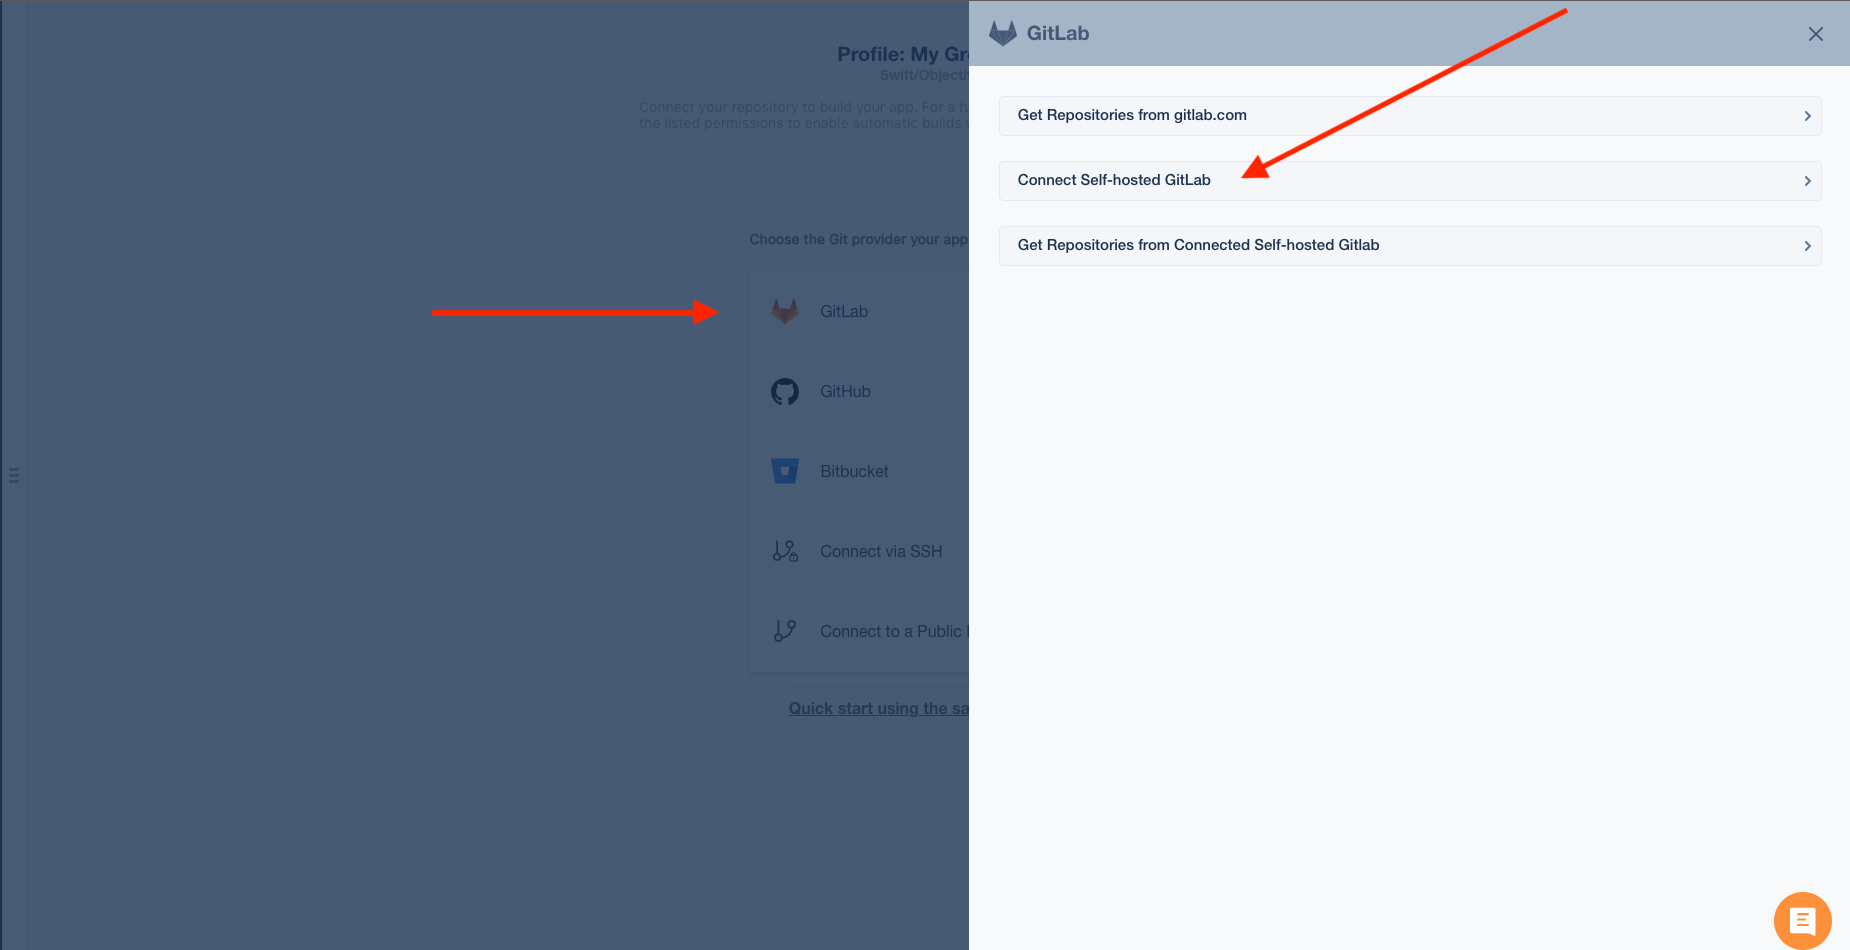 Profile: My Gr
Swift/Objectiv
Connect your repository to build your app. For a fu
the listed permissions to enable automatic builds
Choose the Git provider your app
GitLab
GitHub
Bitbucket
Connect via SSH
Connect to a Public
Quick start using the sa
GitLab
Get Repositories from gitlab.com
Connect Self-hosted GitLab
Get Repositories from Connected Self-hosted Gitlab